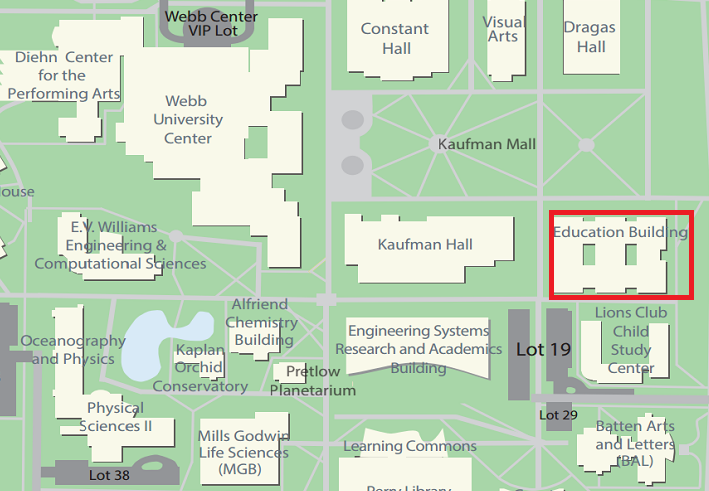 Webb Center
VIP Lot
Constant
Hall
Visual
Arts
Dragas
Hall
Diehn Center
for the
Performing Arts
Webb
University
Center
Kaufman Mall
ouse
E.V. Williams
Engineering &
Computational Sciences
Kaufman Hall
Education Building
Oceanography
and Physics
Alfriend
Chemistry
Building
Kaplan
Orchid
Conservatory
Pretlow
Planetarium
Engineering Systems
Research and Academics
Building
Lot 19
Lions Club
Child
Study
Center
Lot 29
Physical
Sciences II
Mills Godwin
Life Sciences
(MGB)
Learning Commons
Perry Library
Batten Arts
and Letters
(BAL)
Lot 38